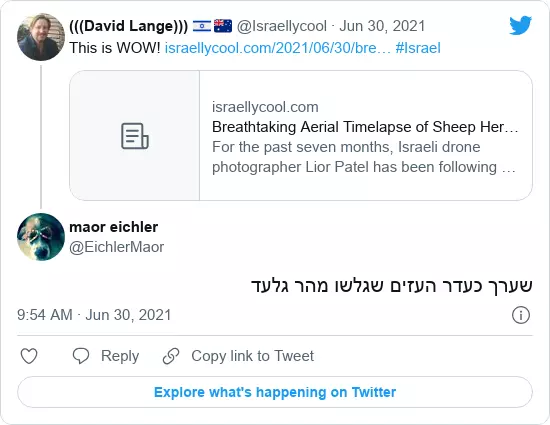 (((David Lange))) 🇮🇱 🇦🇺 @Israellycool · Jun 30, 2021
This is WOW! israellycool.com/2021/06/30/bre… #Israel
israellycool.com
Breathtaking Aerial Timelapse of Sheep Her…
For the past seven months, Israeli drone
photographer Lior Patel has been following …
maor eichler
@EichlerMaor
שערך כעדר העזים שגלשו מהר גלעד
9:54 AM · Jun 30, 2021
Reply
Copy link to Tweet
Explore what's happening on Twitter